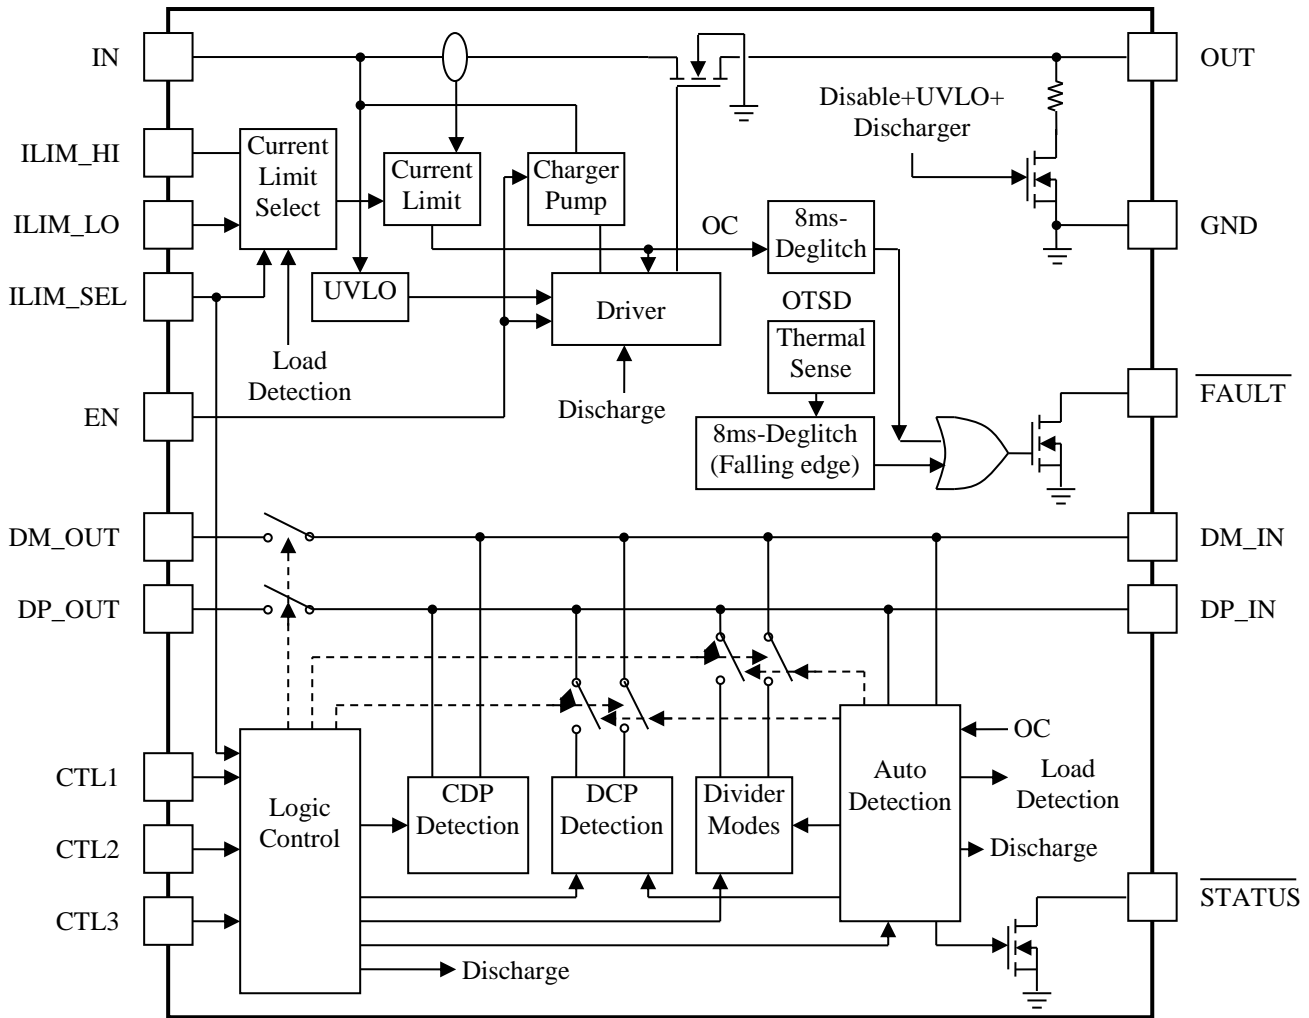 IN
OUT
Disable+UVLO+
Discharger
ILIM_HI
Current
Limit
Select
Current
Limit
Charger
Pump
OC
8ms-
Deglitch
ILIM_LO
GND
ILIM_SEL
UVLO
Driver
OTSD
Thermal
Sense
Load
Detection
Discharge
EN
FAULT
8ms-Deglitch
(Falling edge)
DM_OUT
DM_IN
DP_OUT
DP_IN
OC
CTL1
Logic
Control
CDP
Detection
DCP
Detection
Divider
Modes
Auto
Detection
Load
Detection
CTL2
Discharge
CTL3
STATUS
Discharge